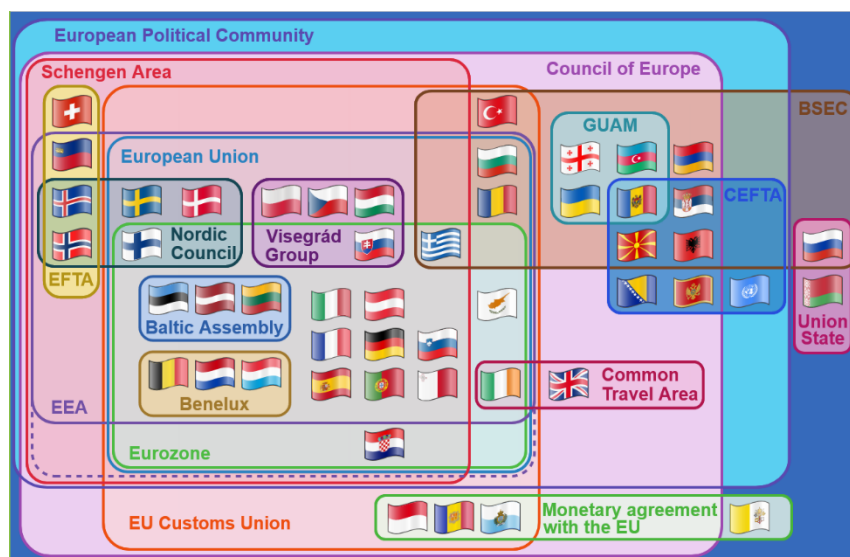 European Political Community
Schengen Area
Council of Europe
BSEC
GUAM
European Union
CEFTA
Nordic
Council
Visegrád
Group
EFTA
Baltic Assembly
Union
State
Common
Travel Area
Benelux
EEA
Eurozone
EU Customs Union
Monetary agreement
with the EU